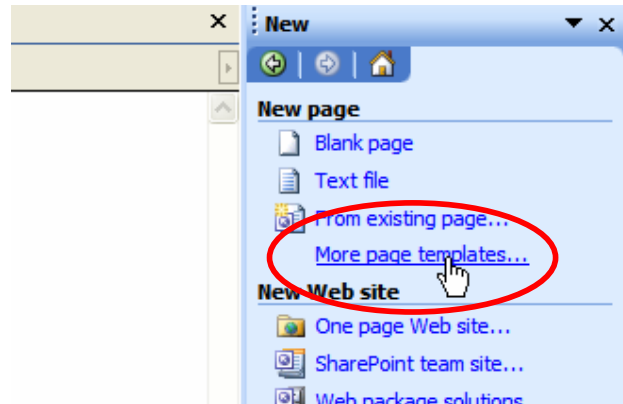 New
New page
Blank page
Text file
From existing page...
More page templates...
New Web site
One page Web site...
SharePoint team site...
Web package solutions